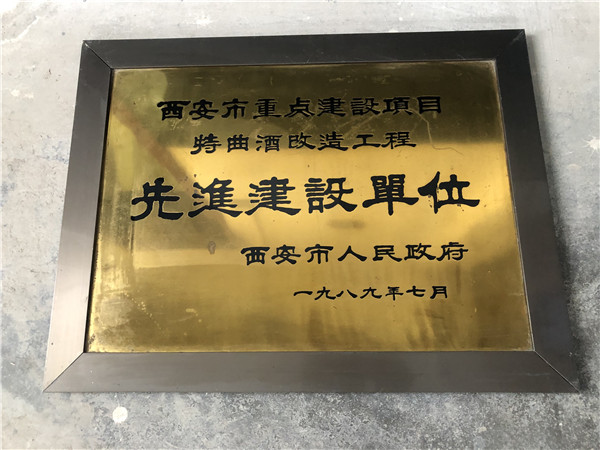 西安市重点建設項目
特曲酒改造工程
先進建設單位
西安市人民政府
一九八九年七月